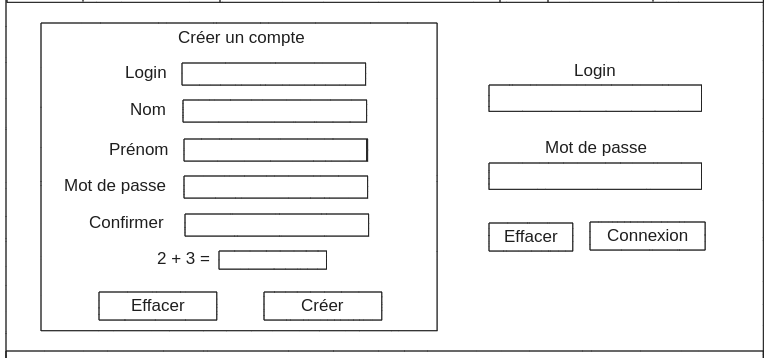 Créer un compte
Login
Nom
Prénom
Mot de passe
Confirmer
2 + 3 =
Effacer Créer
Login
Mot de passe
Effacer Connexion